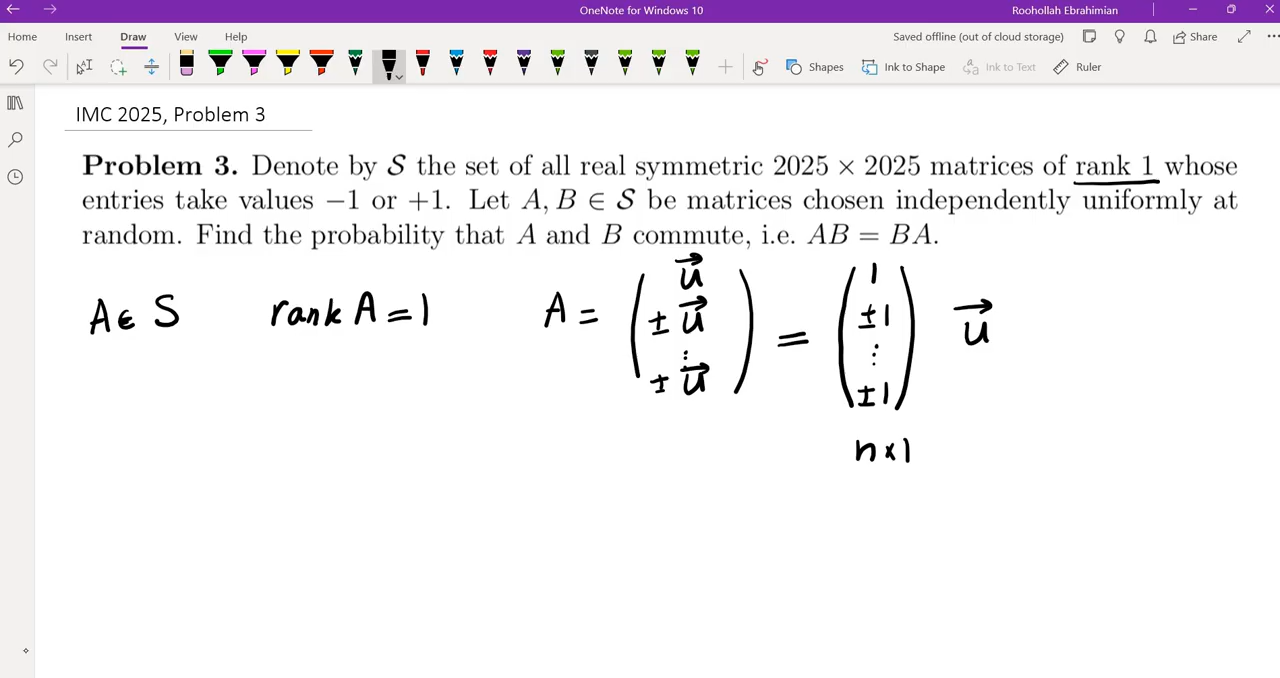 OneNote for Windows 10
Roohollah Ebrahimian
Home Insert Draw View Help
Saved offline (out of cloud storage)
Share
Shapes
Ink to Shape
Ink to Text
Ruler
IMC 2025, Problem 3
Problem 3. Denote by 𝒮 the set of all real symmetric 2025 × 2025 matrices of rank 1 whose
entries take values −1 or +1. Let A, B ∈ 𝒮 be matrices chosen independently uniformly at
random. Find the probability that A and B commute, i.e. AB = BA.
A ∈ S rank A = 1 A = ( u⃗ ± u⃗ ⋮ ± u⃗ ) = ( 1 ±1 ⋮ ±1 ) u⃗
n×1